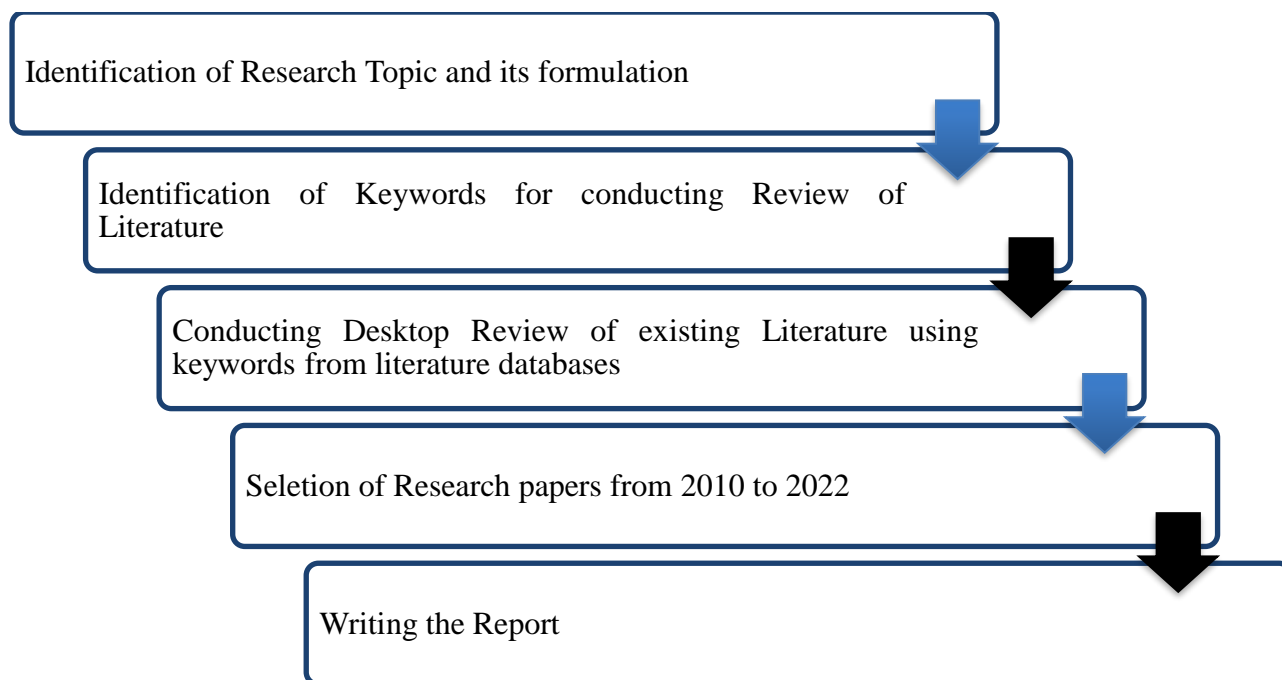 Identification of Research Topic and its formulation
Identification of Keywords for conducting Review of
Literature
Conducting Desktop Review of existing Literature using
keywords from literature databases
Seletion of Research papers from 2010 to 2022
Writing the Report